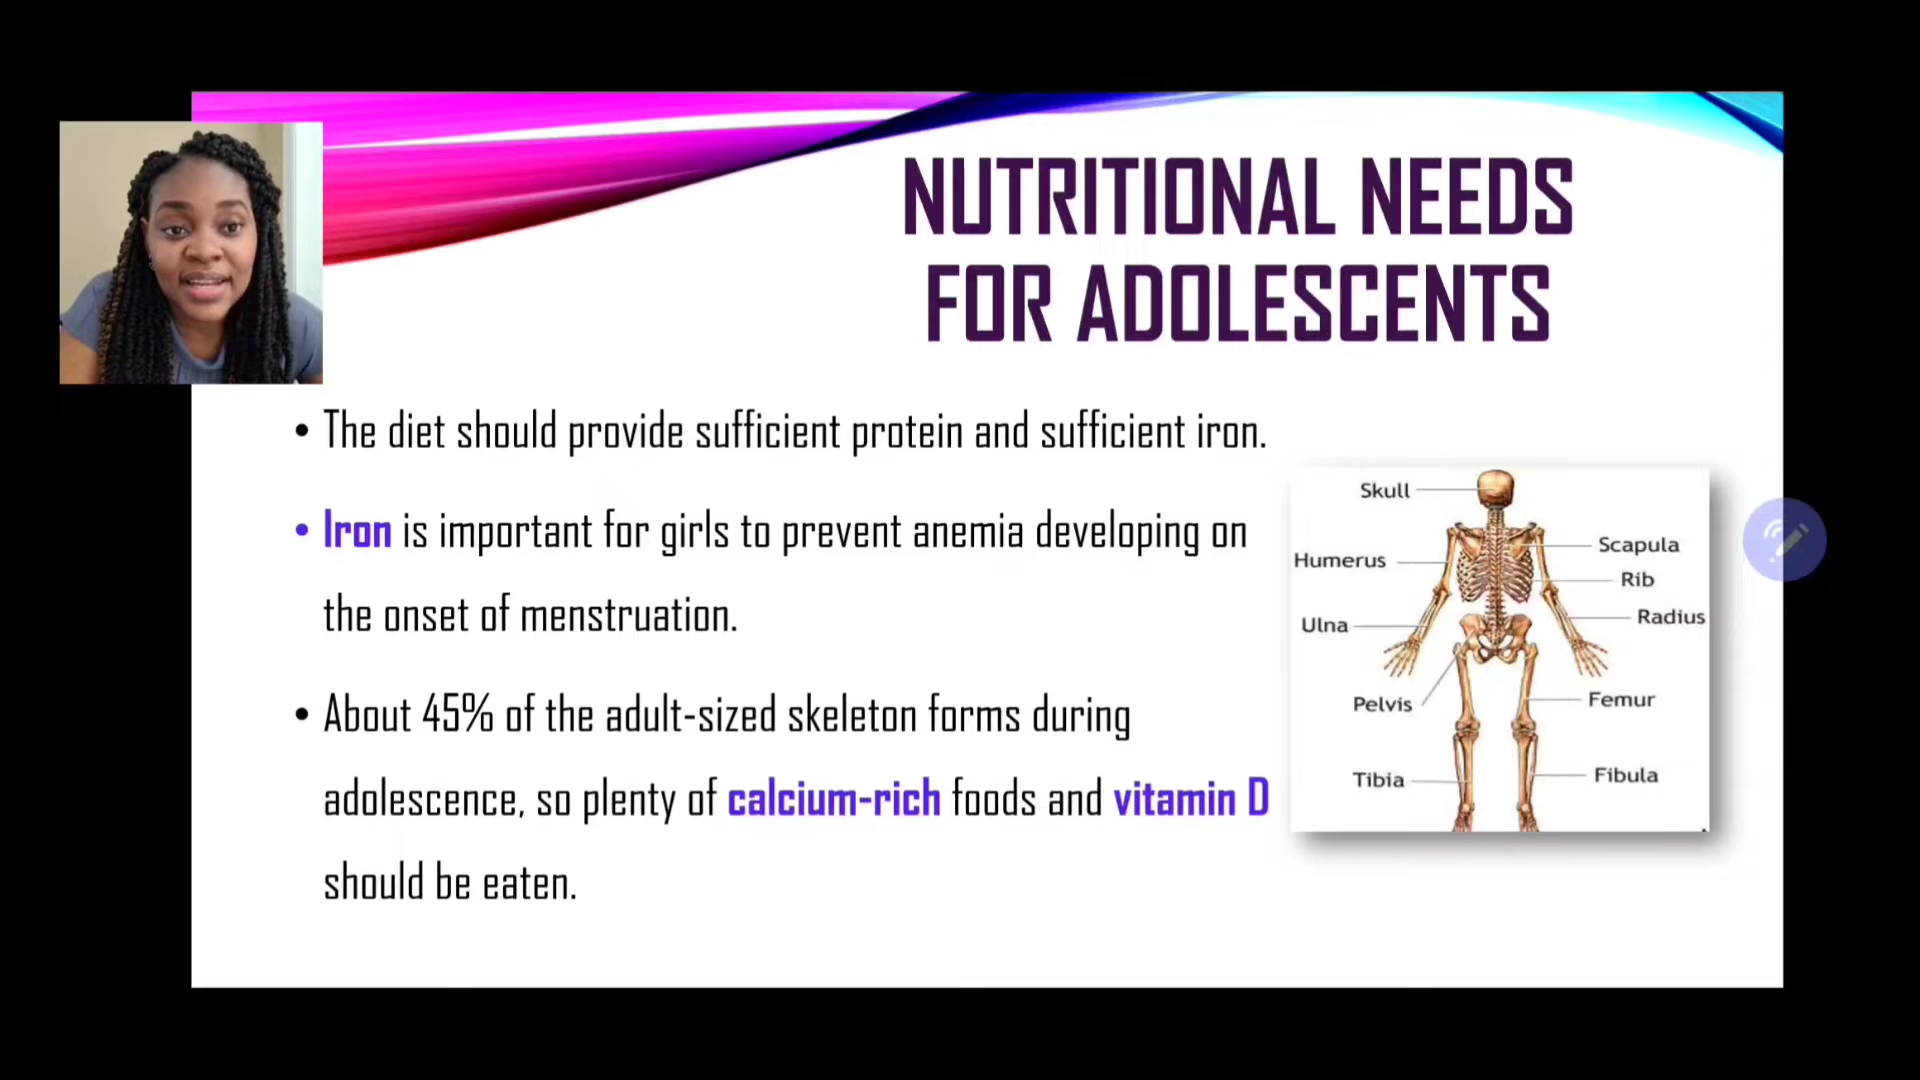 NUTRITIONAL NEEDS
FOR ADOLESCENTS
• The diet should provide sufficient protein and sufficient iron.
• Iron is important for girls to prevent anemia developing on
the onset of menstruation.
• About 45% of the adult-sized skeleton forms during
adolescence, so plenty of calcium-rich foods and vitamin D
should be eaten.
Skull
Scapula
Humerus
Rib
Radius
Ulna
Femur
Pelvis
Fibula
Tibia